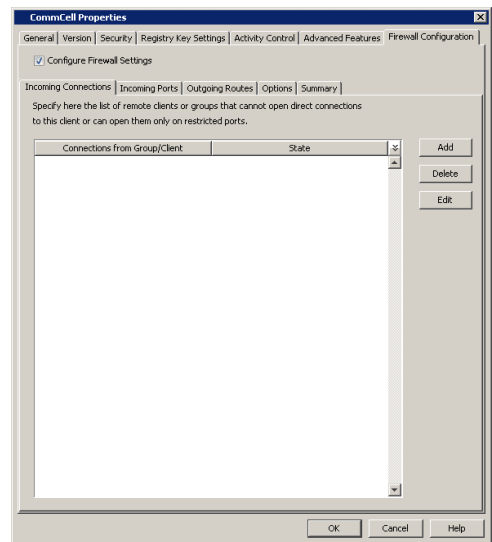 CommCell Properties
General Version Security Registry Key Settings Activity Control Advanced Features Firewall Configuration
Configure Firewall Settings
Incoming Connections Incoming Ports Outgoing Routes Options Summary
Specify here the list of remote clients or groups that cannot open direct connections
to this client or can open them only on restricted ports.
Connections from Group/Client State
Add
Delete
Edit
OK Cancel Help